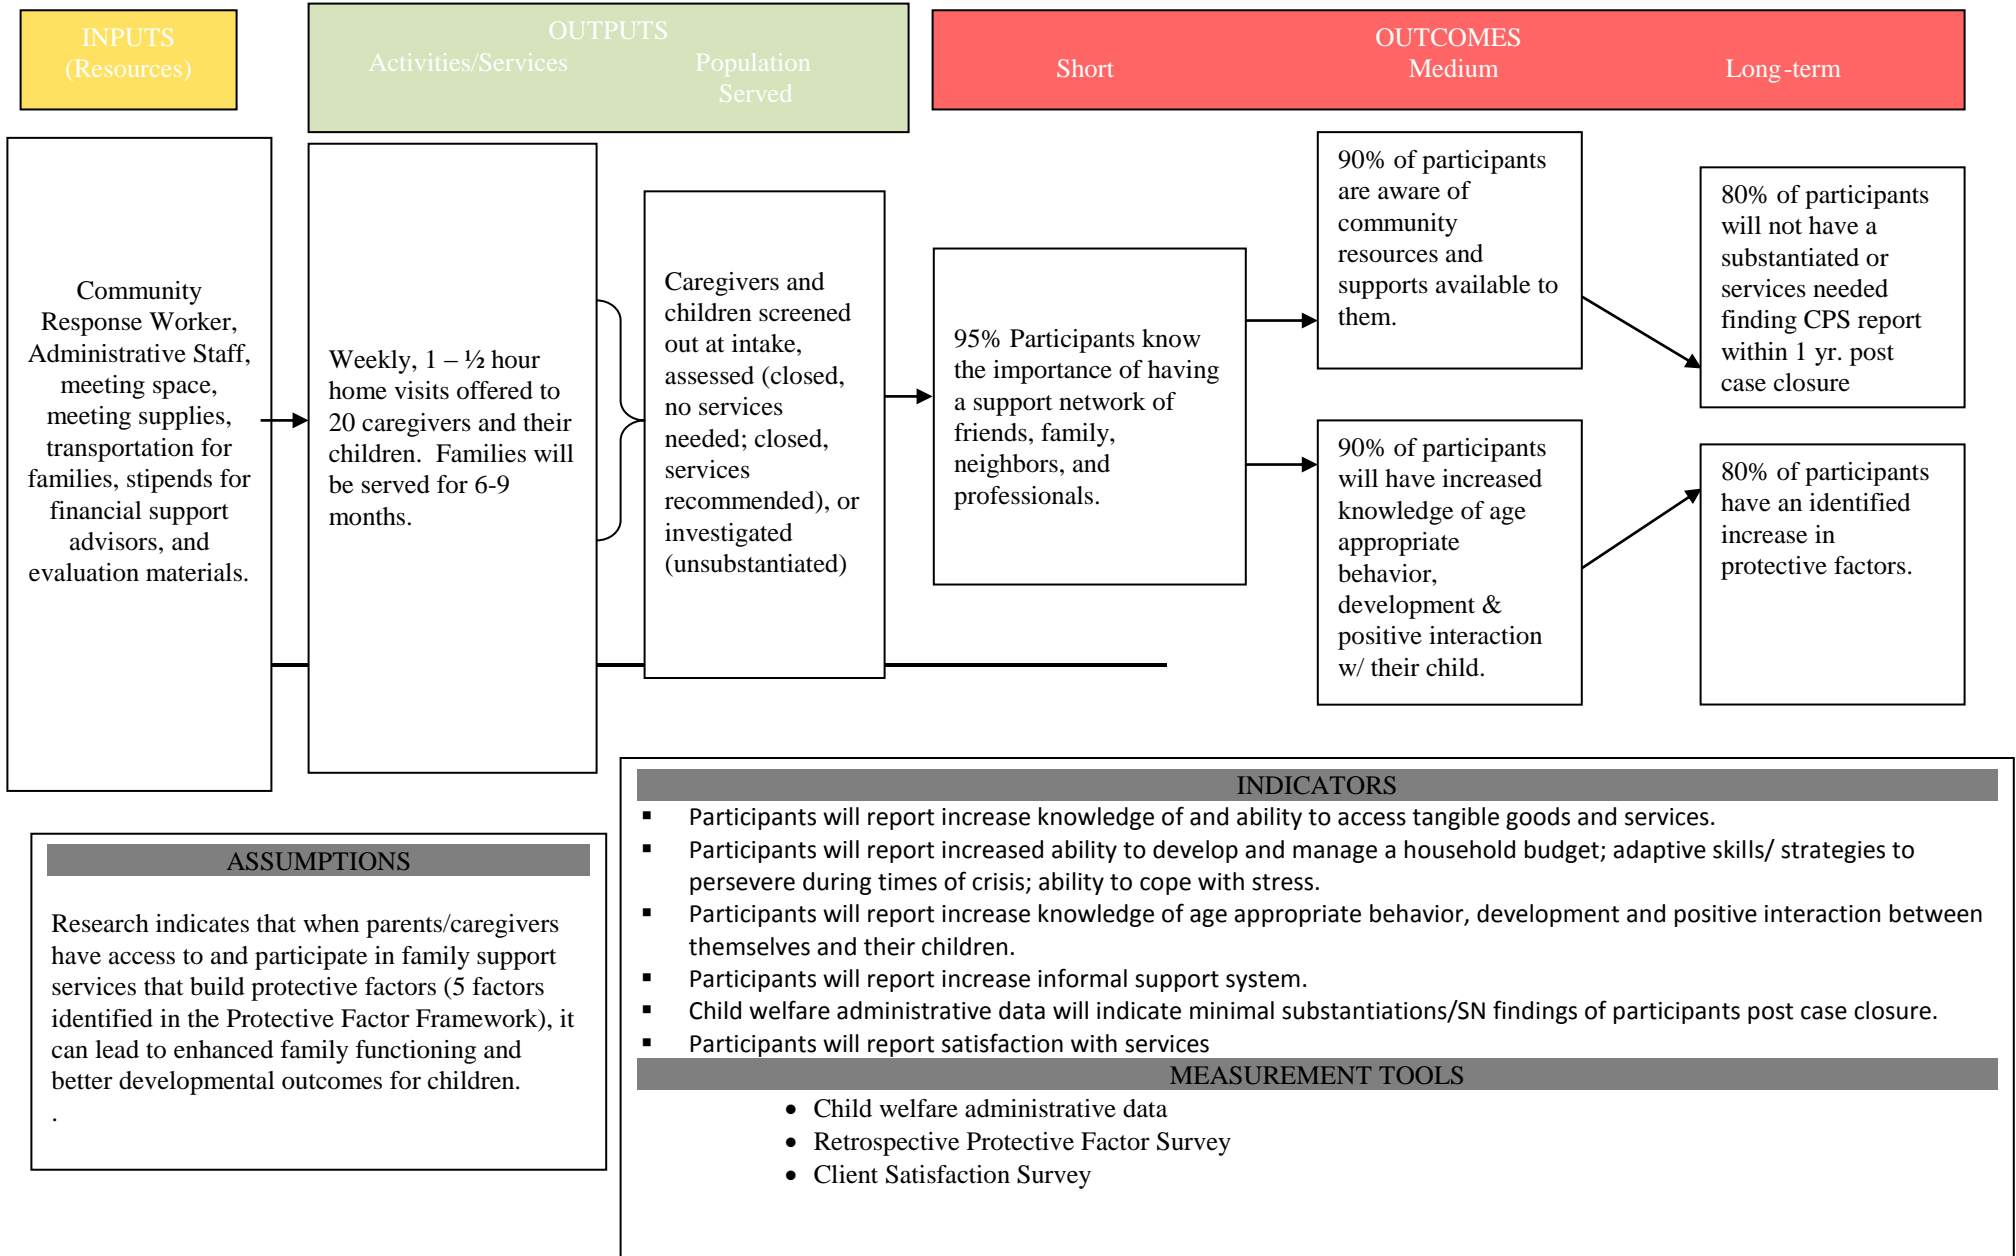 INPUTS
(Resources)
OUTPUTS
Activities/Services
Population
Served
OUTCOMES
Short
Medium
Long-term
Community
Response Worker,
Administrative Staff,
meeting space,
meeting supplies,
transportation for
families, stipends for
financial support
advisors, and
evaluation materials.
Weekly, 1 – ½ hour
home visits offered to
20 caregivers and their
children. Families will
be served for 6-9
months.
Caregivers and
children screened
out at intake,
assessed (closed,
no services
needed; closed,
services
recommended), or
investigated
(unsubstantiated)
95% Participants know
the importance of having
a support network of
friends, family,
neighbors, and
professionals.
90% of participants
are aware of
community
resources and
supports available to
them.
90% of participants
will have increased
knowledge of age
appropriate
behavior,
development &
positive interaction
w/ their child.
80% of participants
will not have a
substantiated or
services needed
finding CPS report
within 1 yr. post
case closure
80% of participants
have an identified
increase in
protective factors.
ASSUMPTIONS
Research indicates that when parents/caregivers
have access to and participate in family support
services that build protective factors (5 factors
identified in the Protective Factor Framework), it
can lead to enhanced family functioning and
better developmental outcomes for children.
.
INDICATORS
▪ Participants will report increase knowledge of and ability to access tangible goods and services.
▪ Participants will report increased ability to develop and manage a household budget; adaptive skills/ strategies to
persevere during times of crisis; ability to cope with stress.
▪ Participants will report increase knowledge of age appropriate behavior, development and positive interaction between
themselves and their children.
▪ Participants will report increase informal support system.
▪ Child welfare administrative data will indicate minimal substantiations/SN findings of participants post case closure.
▪ Participants will report satisfaction with services
MEASUREMENT TOOLS
• Child welfare administrative data
• Retrospective Protective Factor Survey
• Client Satisfaction Survey